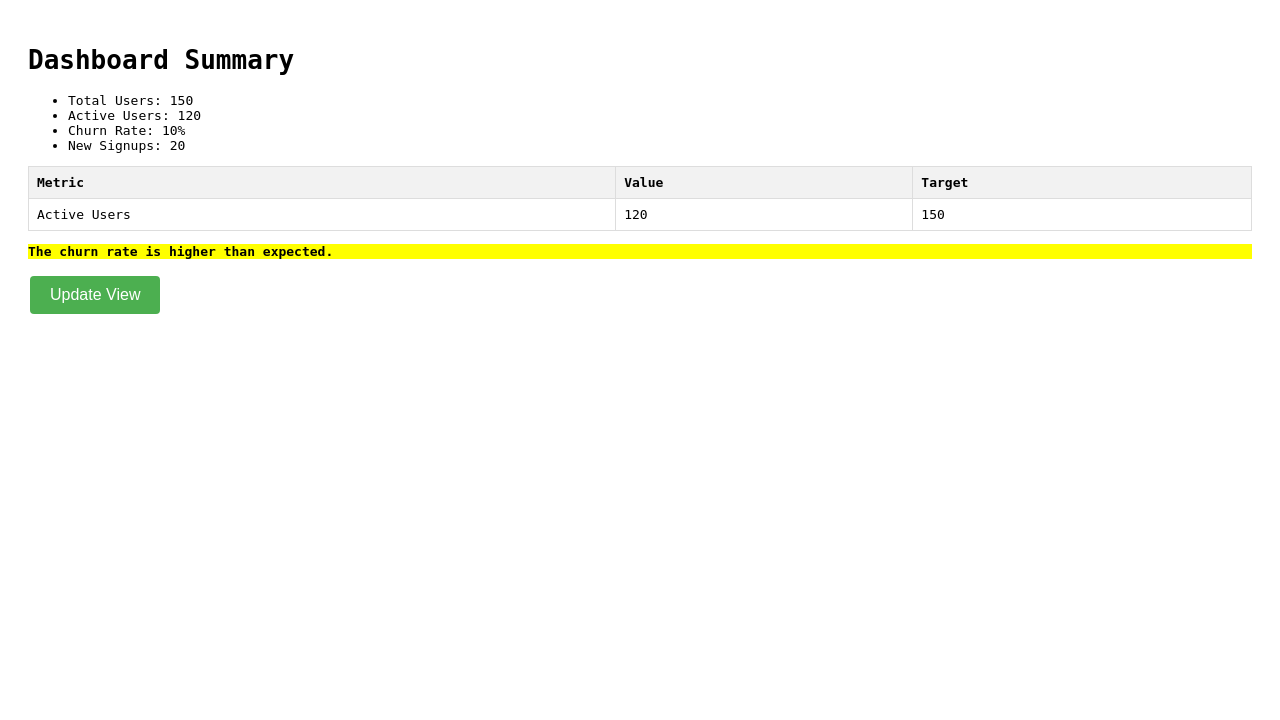 Dashboard Summary
Total Users: 150
Active Users: 120
Churn Rate: 10%
New Signups: 20
Metric Value Target
Active Users 120 150
The churn rate is higher than expected.
Update View